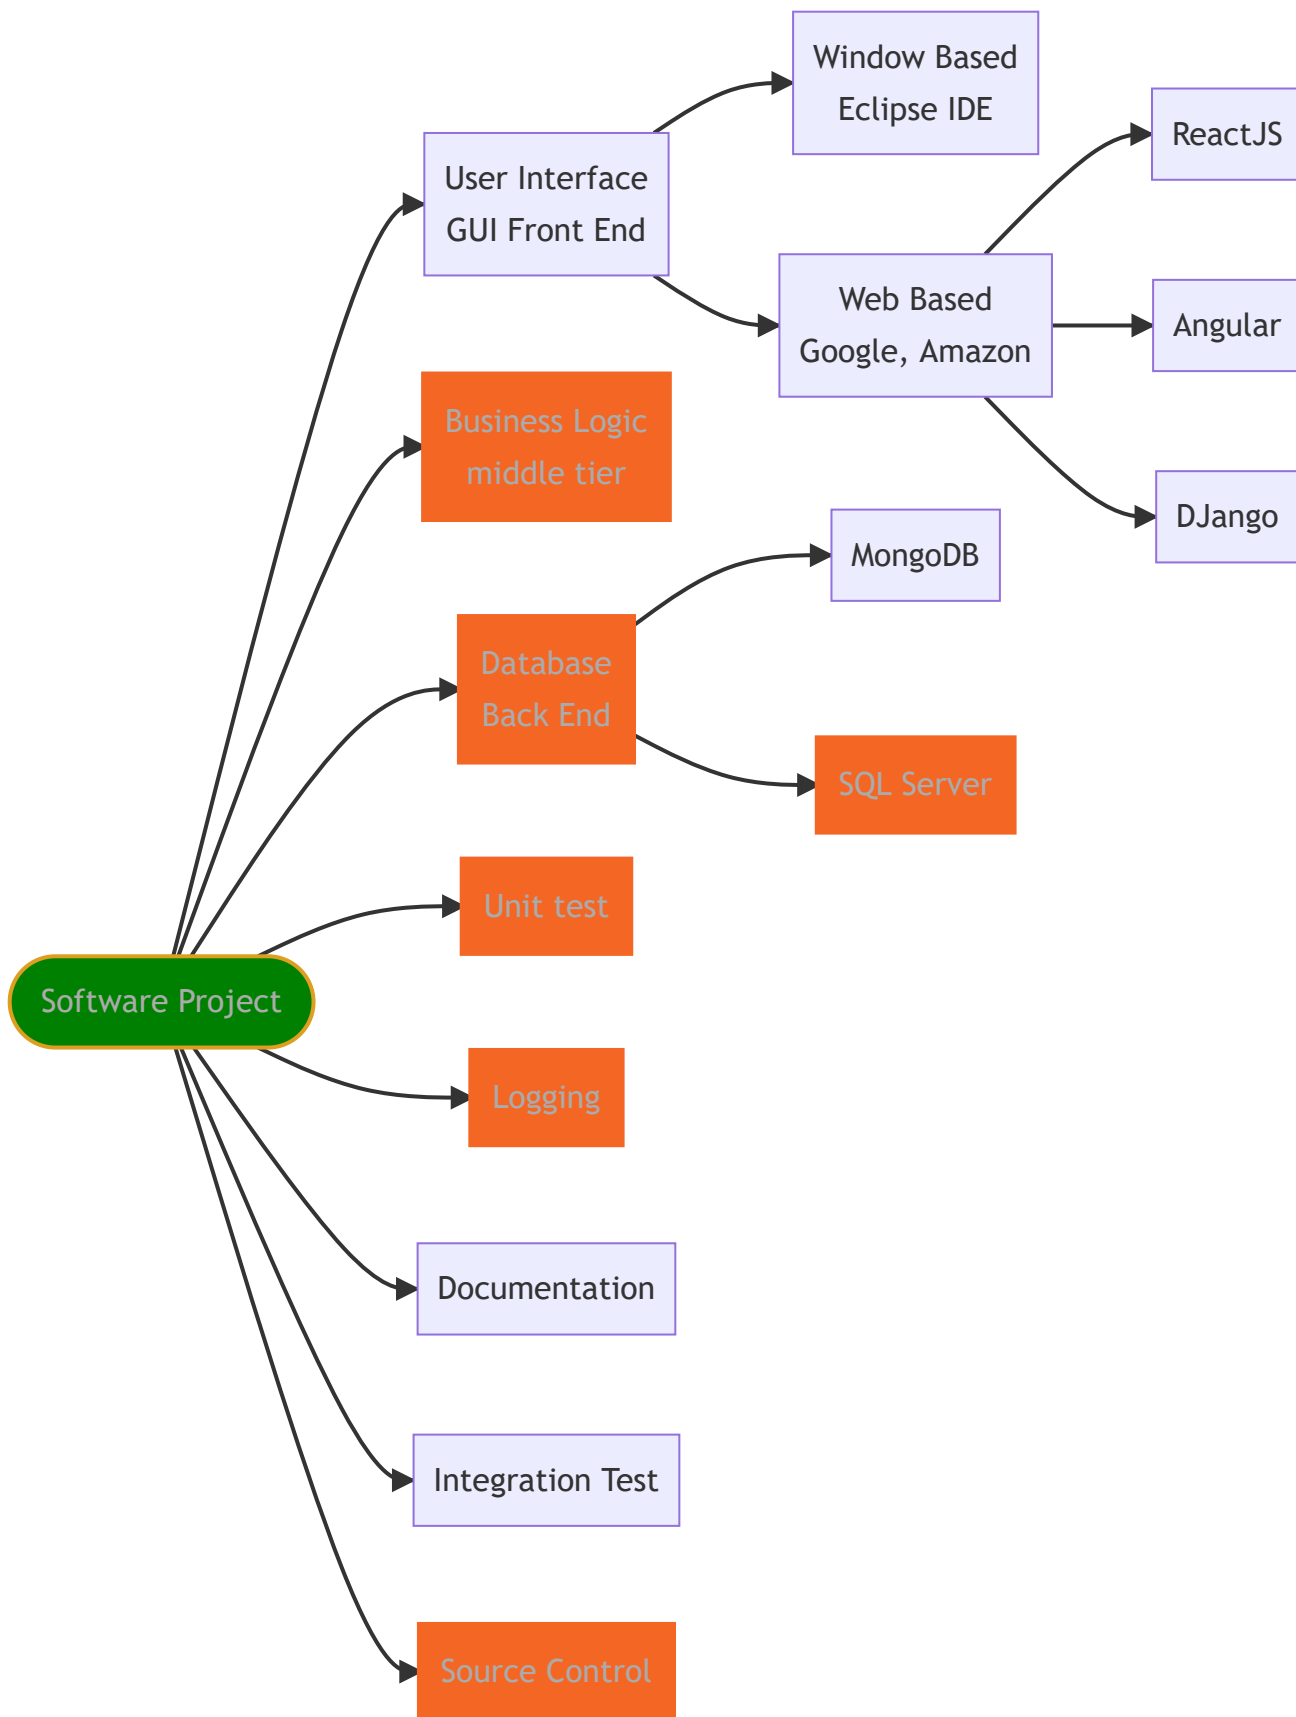 Window Based
Eclipse IDE
ReactJS
User Interface
GUI Front End
Web Based
Google, Amazon
Angular
Business Logic
middle tier
DJango
MongoDB
Database
Back End
SQL Server
Unit test
Software Project
Logging
Documentation
Integration Test
Source Control